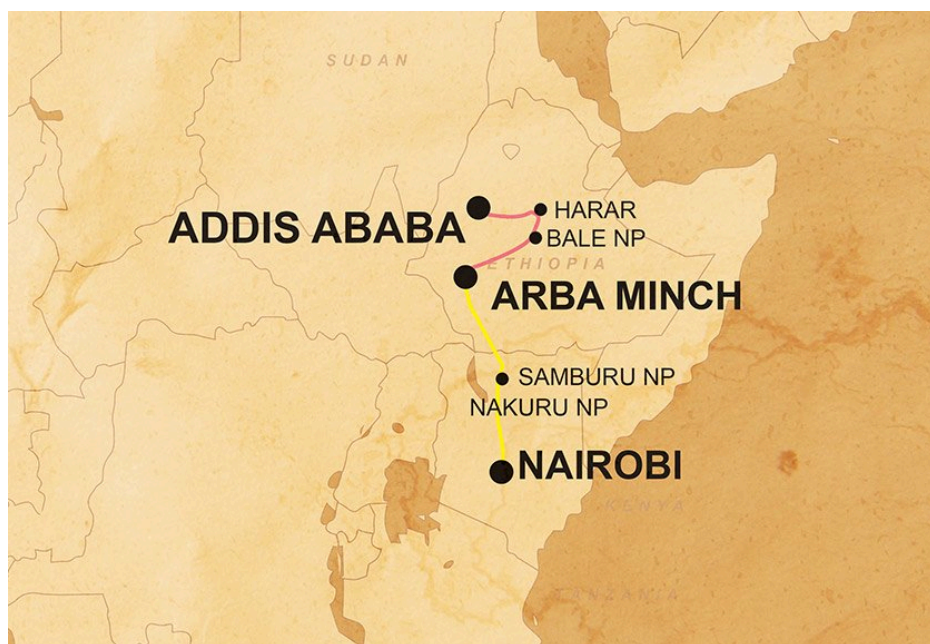 SUDAN
HARAR
ADDIS ABABA
BALE NP
ETHIOPIA
ARBA MINCH
SAMBURU NP
NAKURU NP
NAIROBI
KENYA
TANZANIA